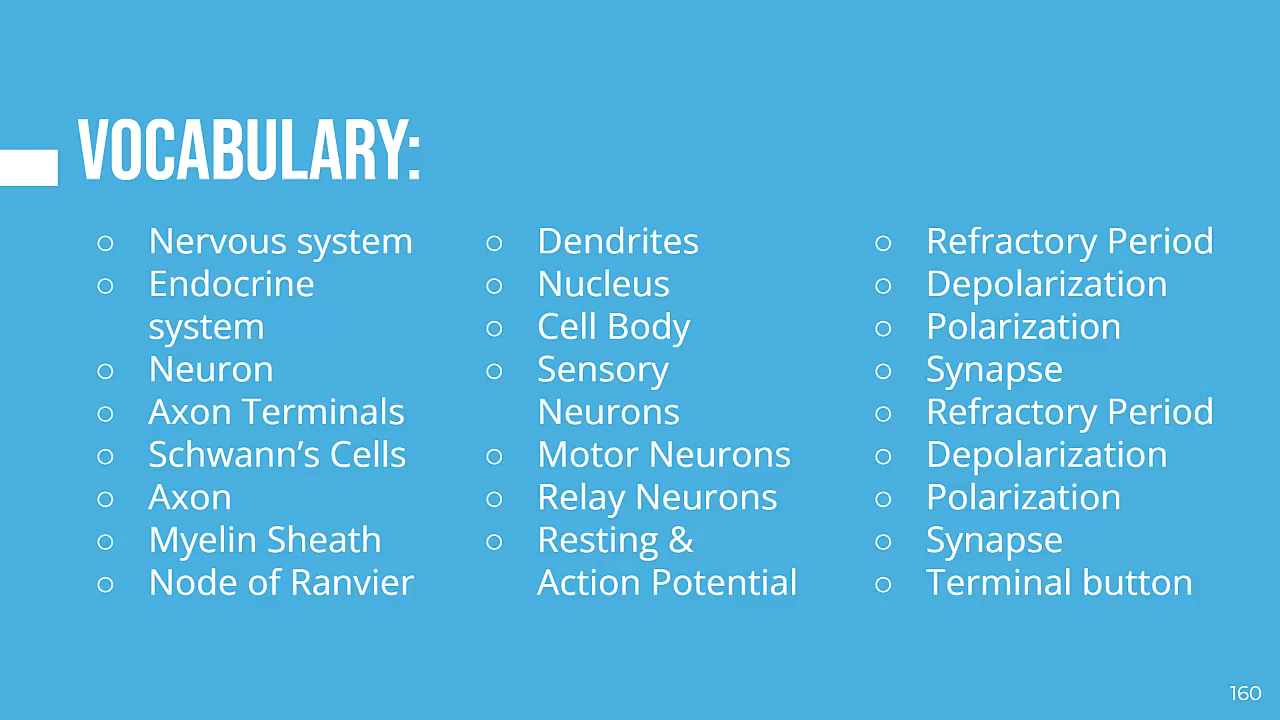 VOCABULARY:
○ Nervous system
○ Endocrine
system
○ Neuron
○ Axon Terminals
○ Schwann’s Cells
○ Axon
○ Myelin Sheath
○ Node of Ranvier
○ Dendrites
○ Nucleus
○ Cell Body
○ Sensory
Neurons
○ Motor Neurons
○ Relay Neurons
○ Resting &
Action Potential
○ Refractory Period
○ Depolarization
○ Polarization
○ Synapse
○ Refractory Period
○ Depolarization
○ Polarization
○ Synapse
○ Terminal button
160